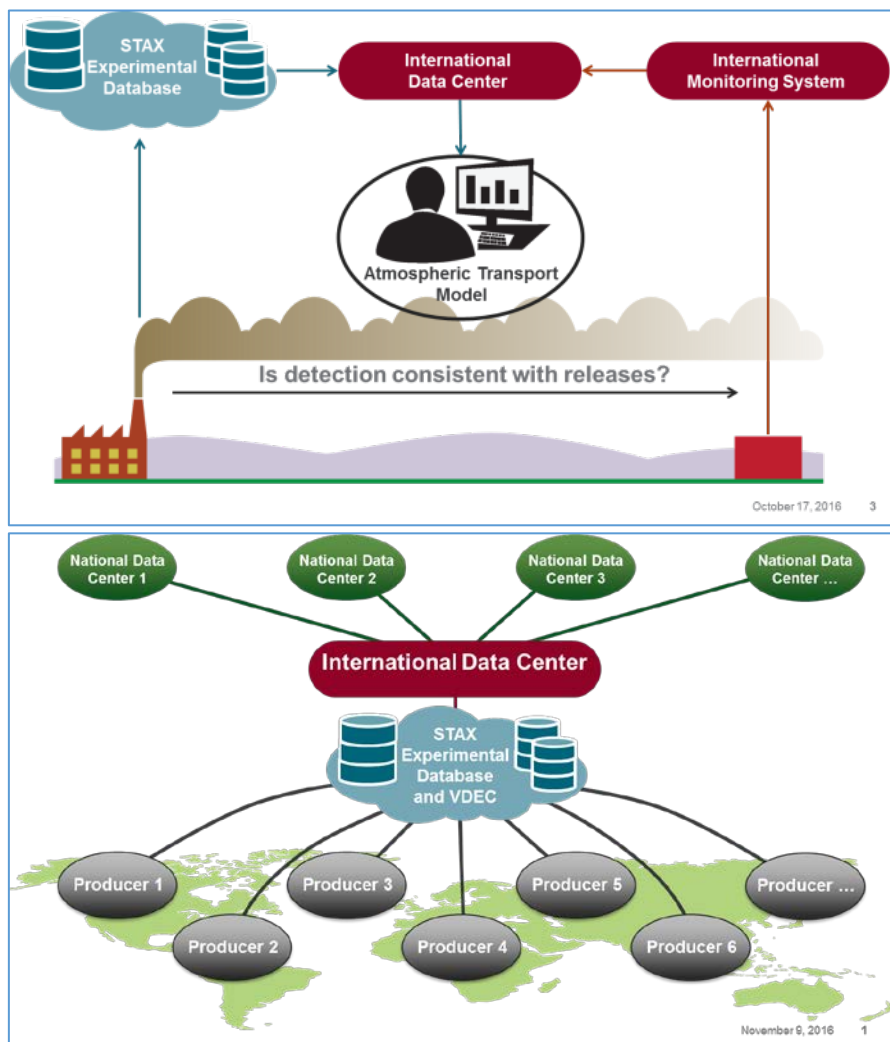 STAX
Experimental
Database
International
Data Center
International
Monitoring System
Atmospheric Transport
Model
Is detection consistent with releases?
October 17, 2016 3
National Data
Center 1
National Data
Center 2
National Data
Center 3
National Data
Center ...
International Data Center
STAX
Experimental
Database
and VDEC
Producer 1
Producer 3
Producer 5
Producer ...
Producer 2
Producer 4
Producer 6
November 9, 2016 1